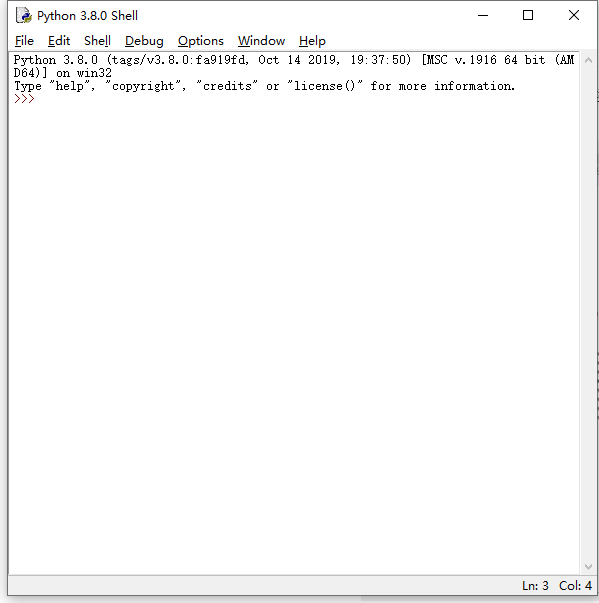 Python 3.8.0 Shell
File Edit Shell Debug Options Window Help
Python 3.8.0 (tags/v3.8.0:fa919fd, Oct 14 2019, 19:37:50) [MSC v.1916 64 bit (AM
D64)] on win32
Type "help", "copyright", "credits" or "license()" for more information.
>>>
Ln: 3 Col: 4